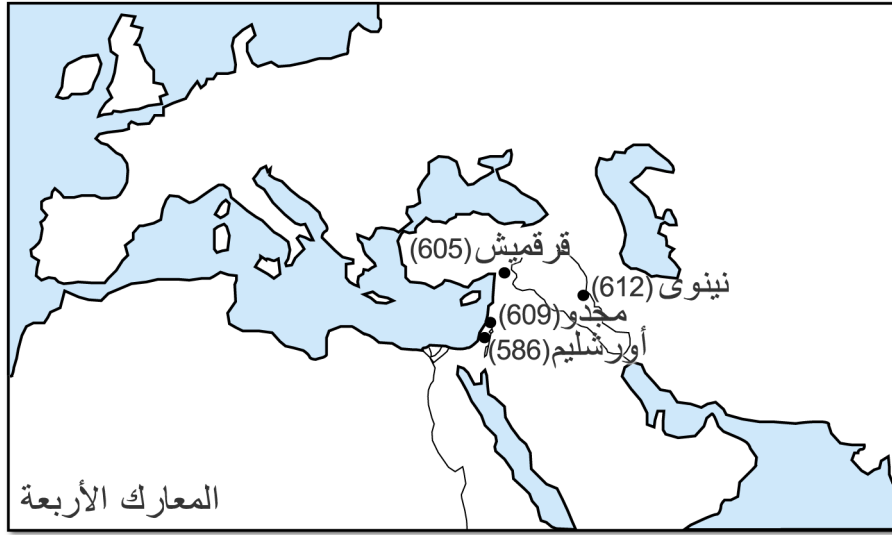 قرقميش (605)
نينوى (612)
مجدو (609)
أورشليم (586)
المعارك الأربعة